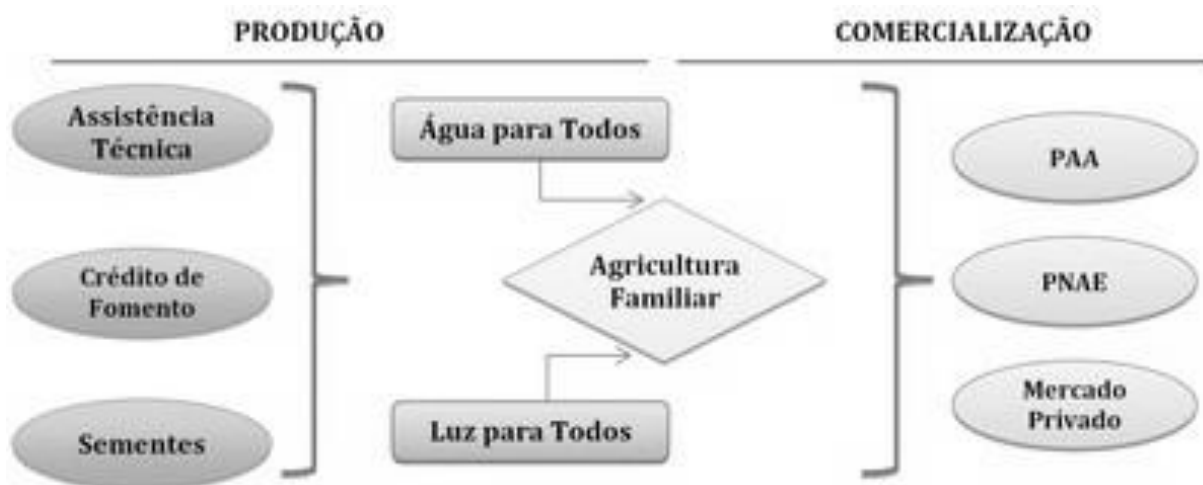 PRODUÇÃO
COMERCIALIZAÇÃO
Assistência
Técnica
Crédito de
Fomento
Sementes
Água para Todos
Agricultura
Familiar
Luz para Todos
PAA
PNAE
Mercado
Privado